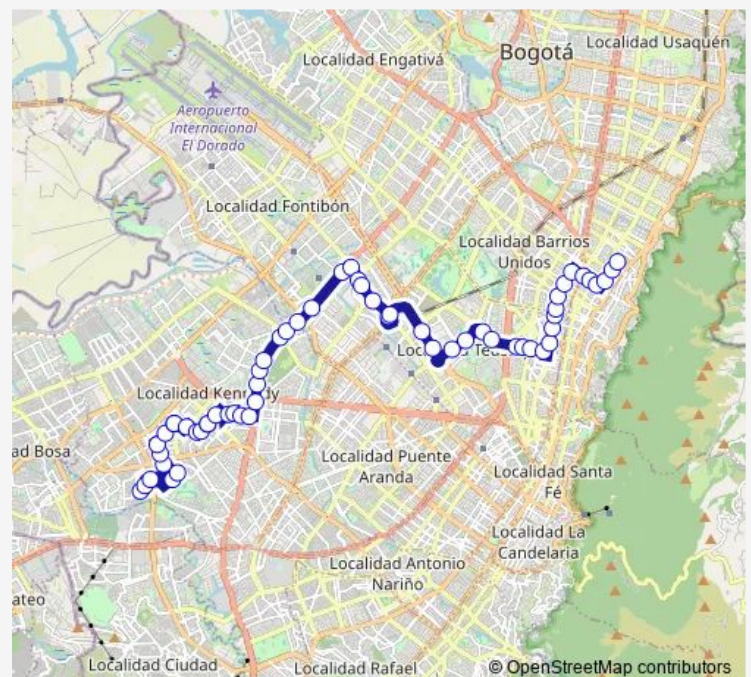 Bogotá
Localidad Usaquén
Localidad Engativá
Aeropuerto
Internacional
El Dorado
Localidad Fontibón
Localidad Barrios
Unidos
Localidad Kennedy
ad Bosa
Localidad Puente
Aranda
Localidad Santa
Fé
Localidad La
Candelaria
Localidad Antonio
Nariño
ateo
Localidad Ciudad
Localidad Rafael
© OpenStreetMap contributors